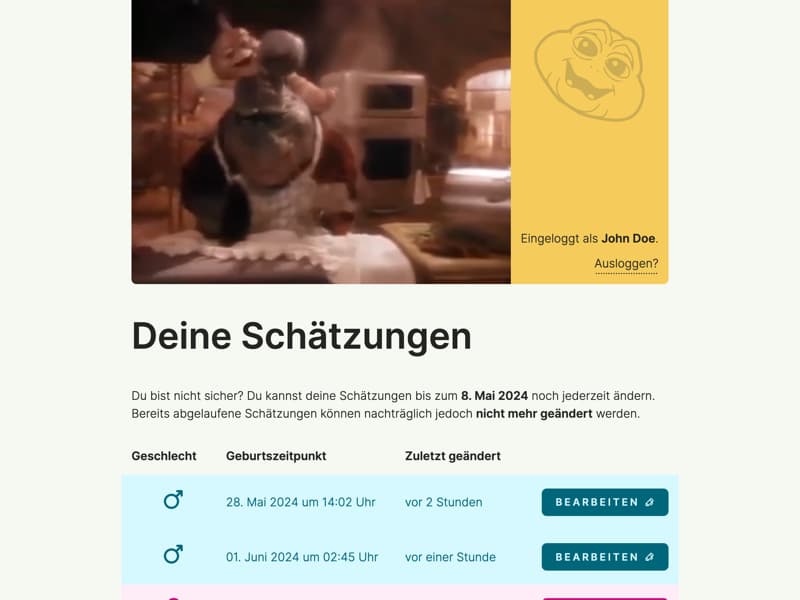 Eingeloggt als John Doe.
Ausloggen?
Deine Schätzungen
Du bist nicht sicher? Du kannst deine Schätzungen bis zum 8. Mai 2024 noch jederzeit ändern.
Bereits abgelaufene Schätzungen können nachträglich jedoch nicht mehr geändert werden.
Geschlecht Geburtszeitpunkt Zuletzt geändert
28. Mai 2024 um 14:02 Uhr vor 2 Stunden BEARBEITEN
01. Juni 2024 um 02:45 Uhr vor einer Stunde BEARBEITEN